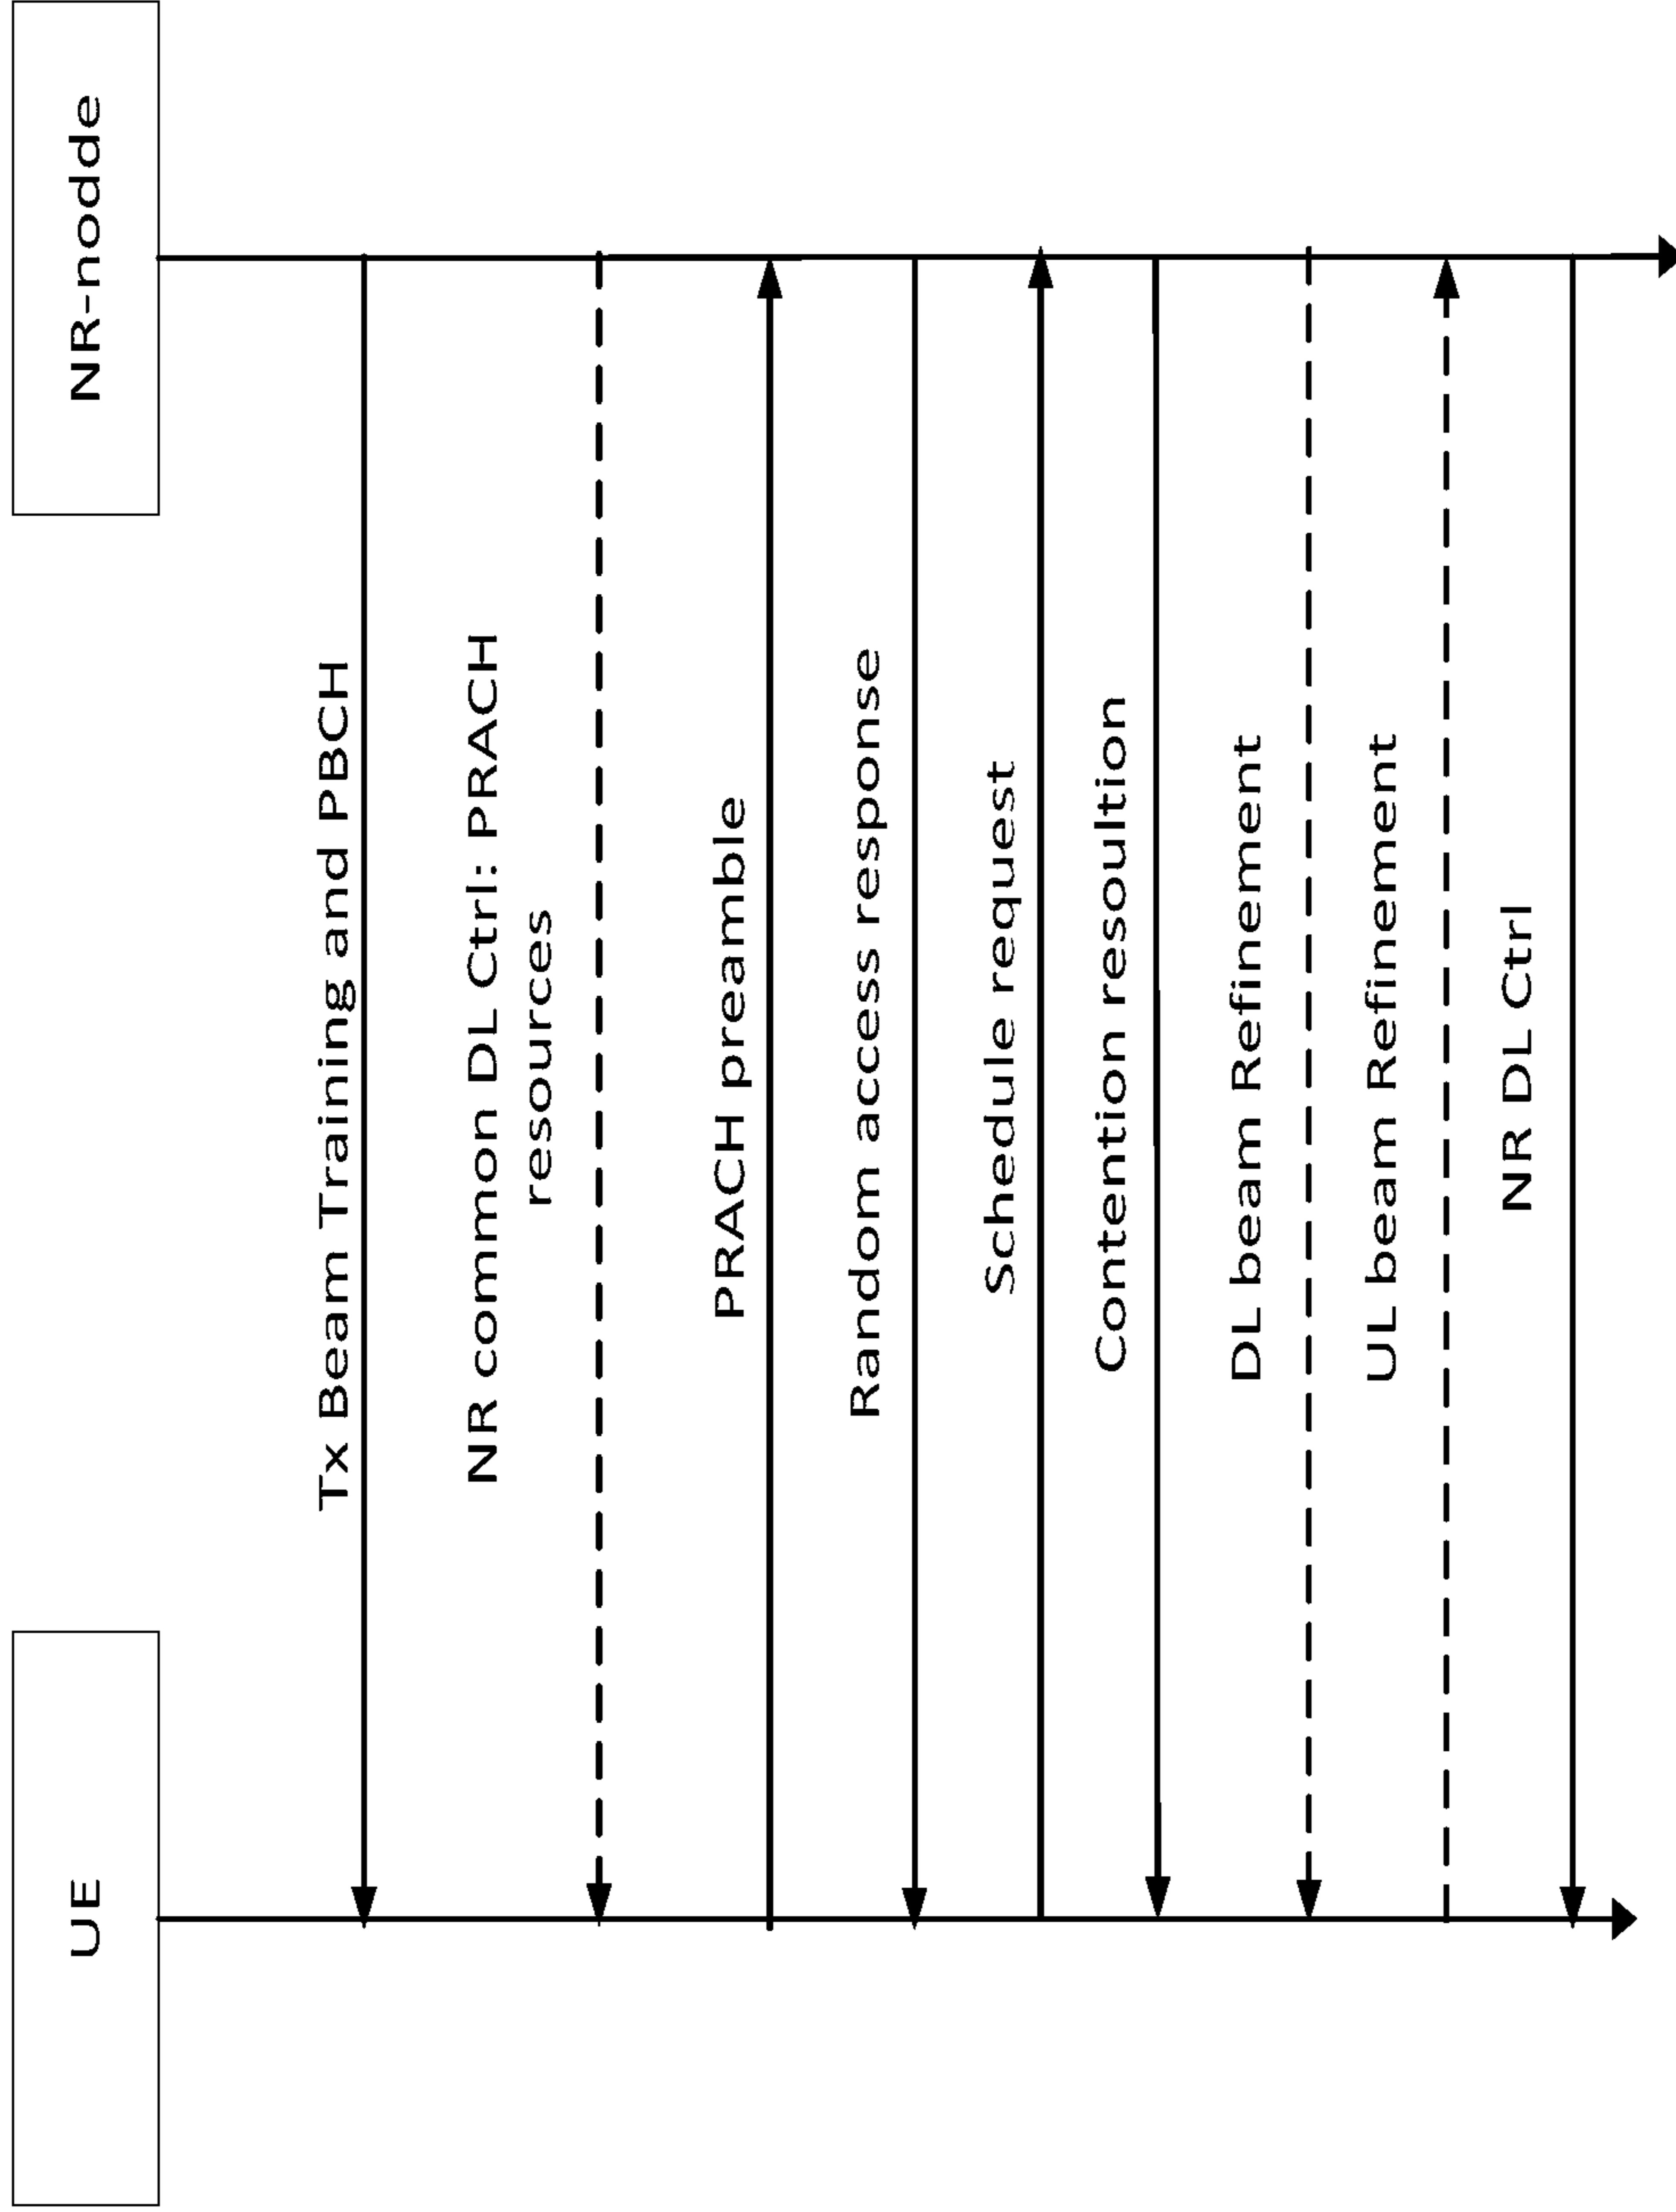 UE
NR-nodde
Tx Beam Training and PBCH
NR common DL Ctrl: PRACH
resources
PRACH preamble
Random access response
Schedule request
Contention resoultion
DL beam Refinement
UL beam Refinement
NR DL Ctrl